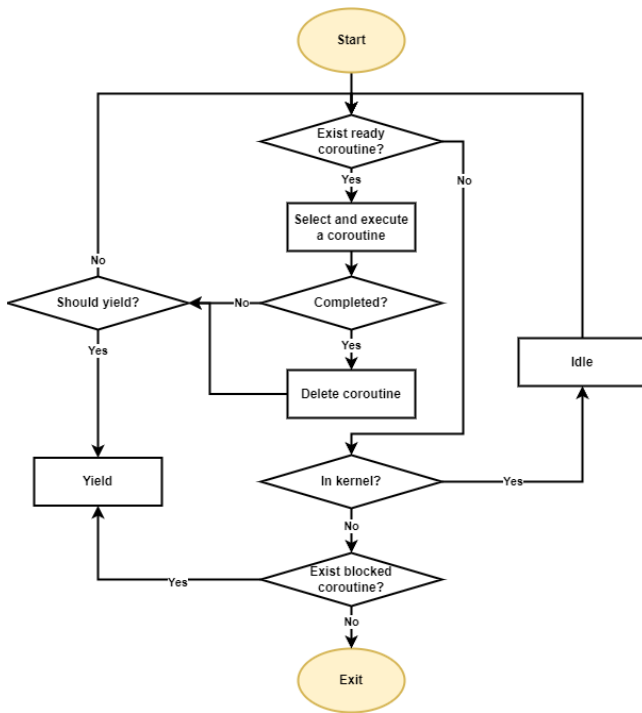 Start
Exist ready
coroutine?
Yes
No
Select and execute
a coroutine
No
Should yield?
No
Completed?
Yes
Yes
Idle
Delete coroutine
Yield
In kernel?
Yes
No
Exist blocked
coroutine?
Yes
No
Exit